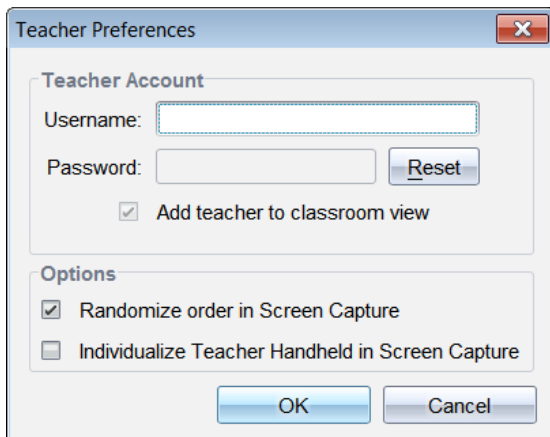 Teacher Preferences
Teacher Account
Username:
Password:
Reset
Add teacher to classroom view
Options
Randomize order in Screen Capture
Individualize Teacher Handheld in Screen Capture
OK
Cancel